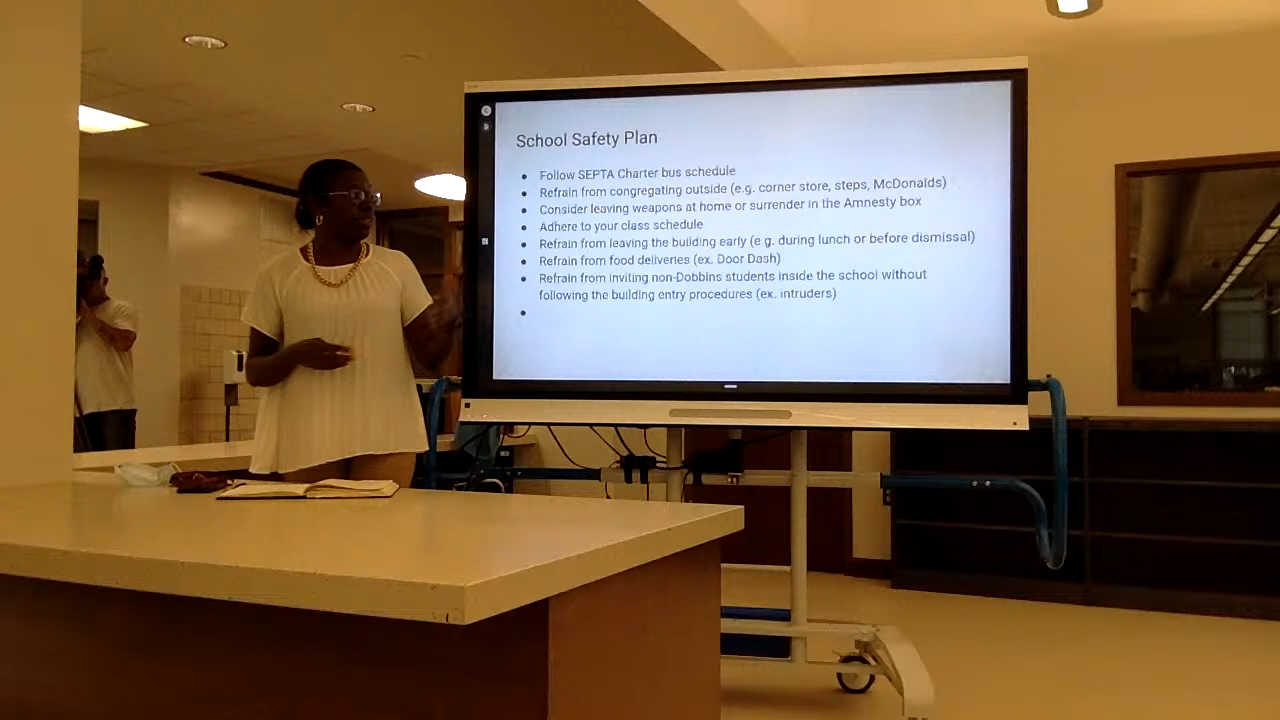 School Safety Plan
● Follow SEPTA Charter bus schedule
● Refrain from congregating outside (e.g. corner store, steps, McDonalds)
● Consider leaving weapons at home or surrender in the Amnesty box
● Adhere to your class schedule
● Refrain from leaving the building early (e g. during lunch or before dismissal)
● Refrain from food deliveries (ex. Door Dash)
● Refrain from inviting non-Dobbins students inside the school without
following the building entry procedures (ex. intruders)
●